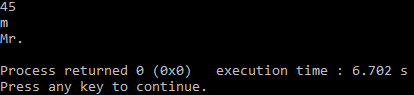 45
m
Mr.
Process returned 0 (0x0)   execution time : 6.702 s
Press any key to continue.